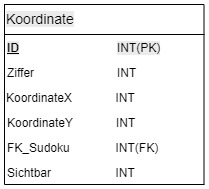 Koordinate
ID INT(PK)
Ziffer INT
KoordinateX INT
KoordinateY INT
FK_Sudoku INT(FK)
Sichtbar INT